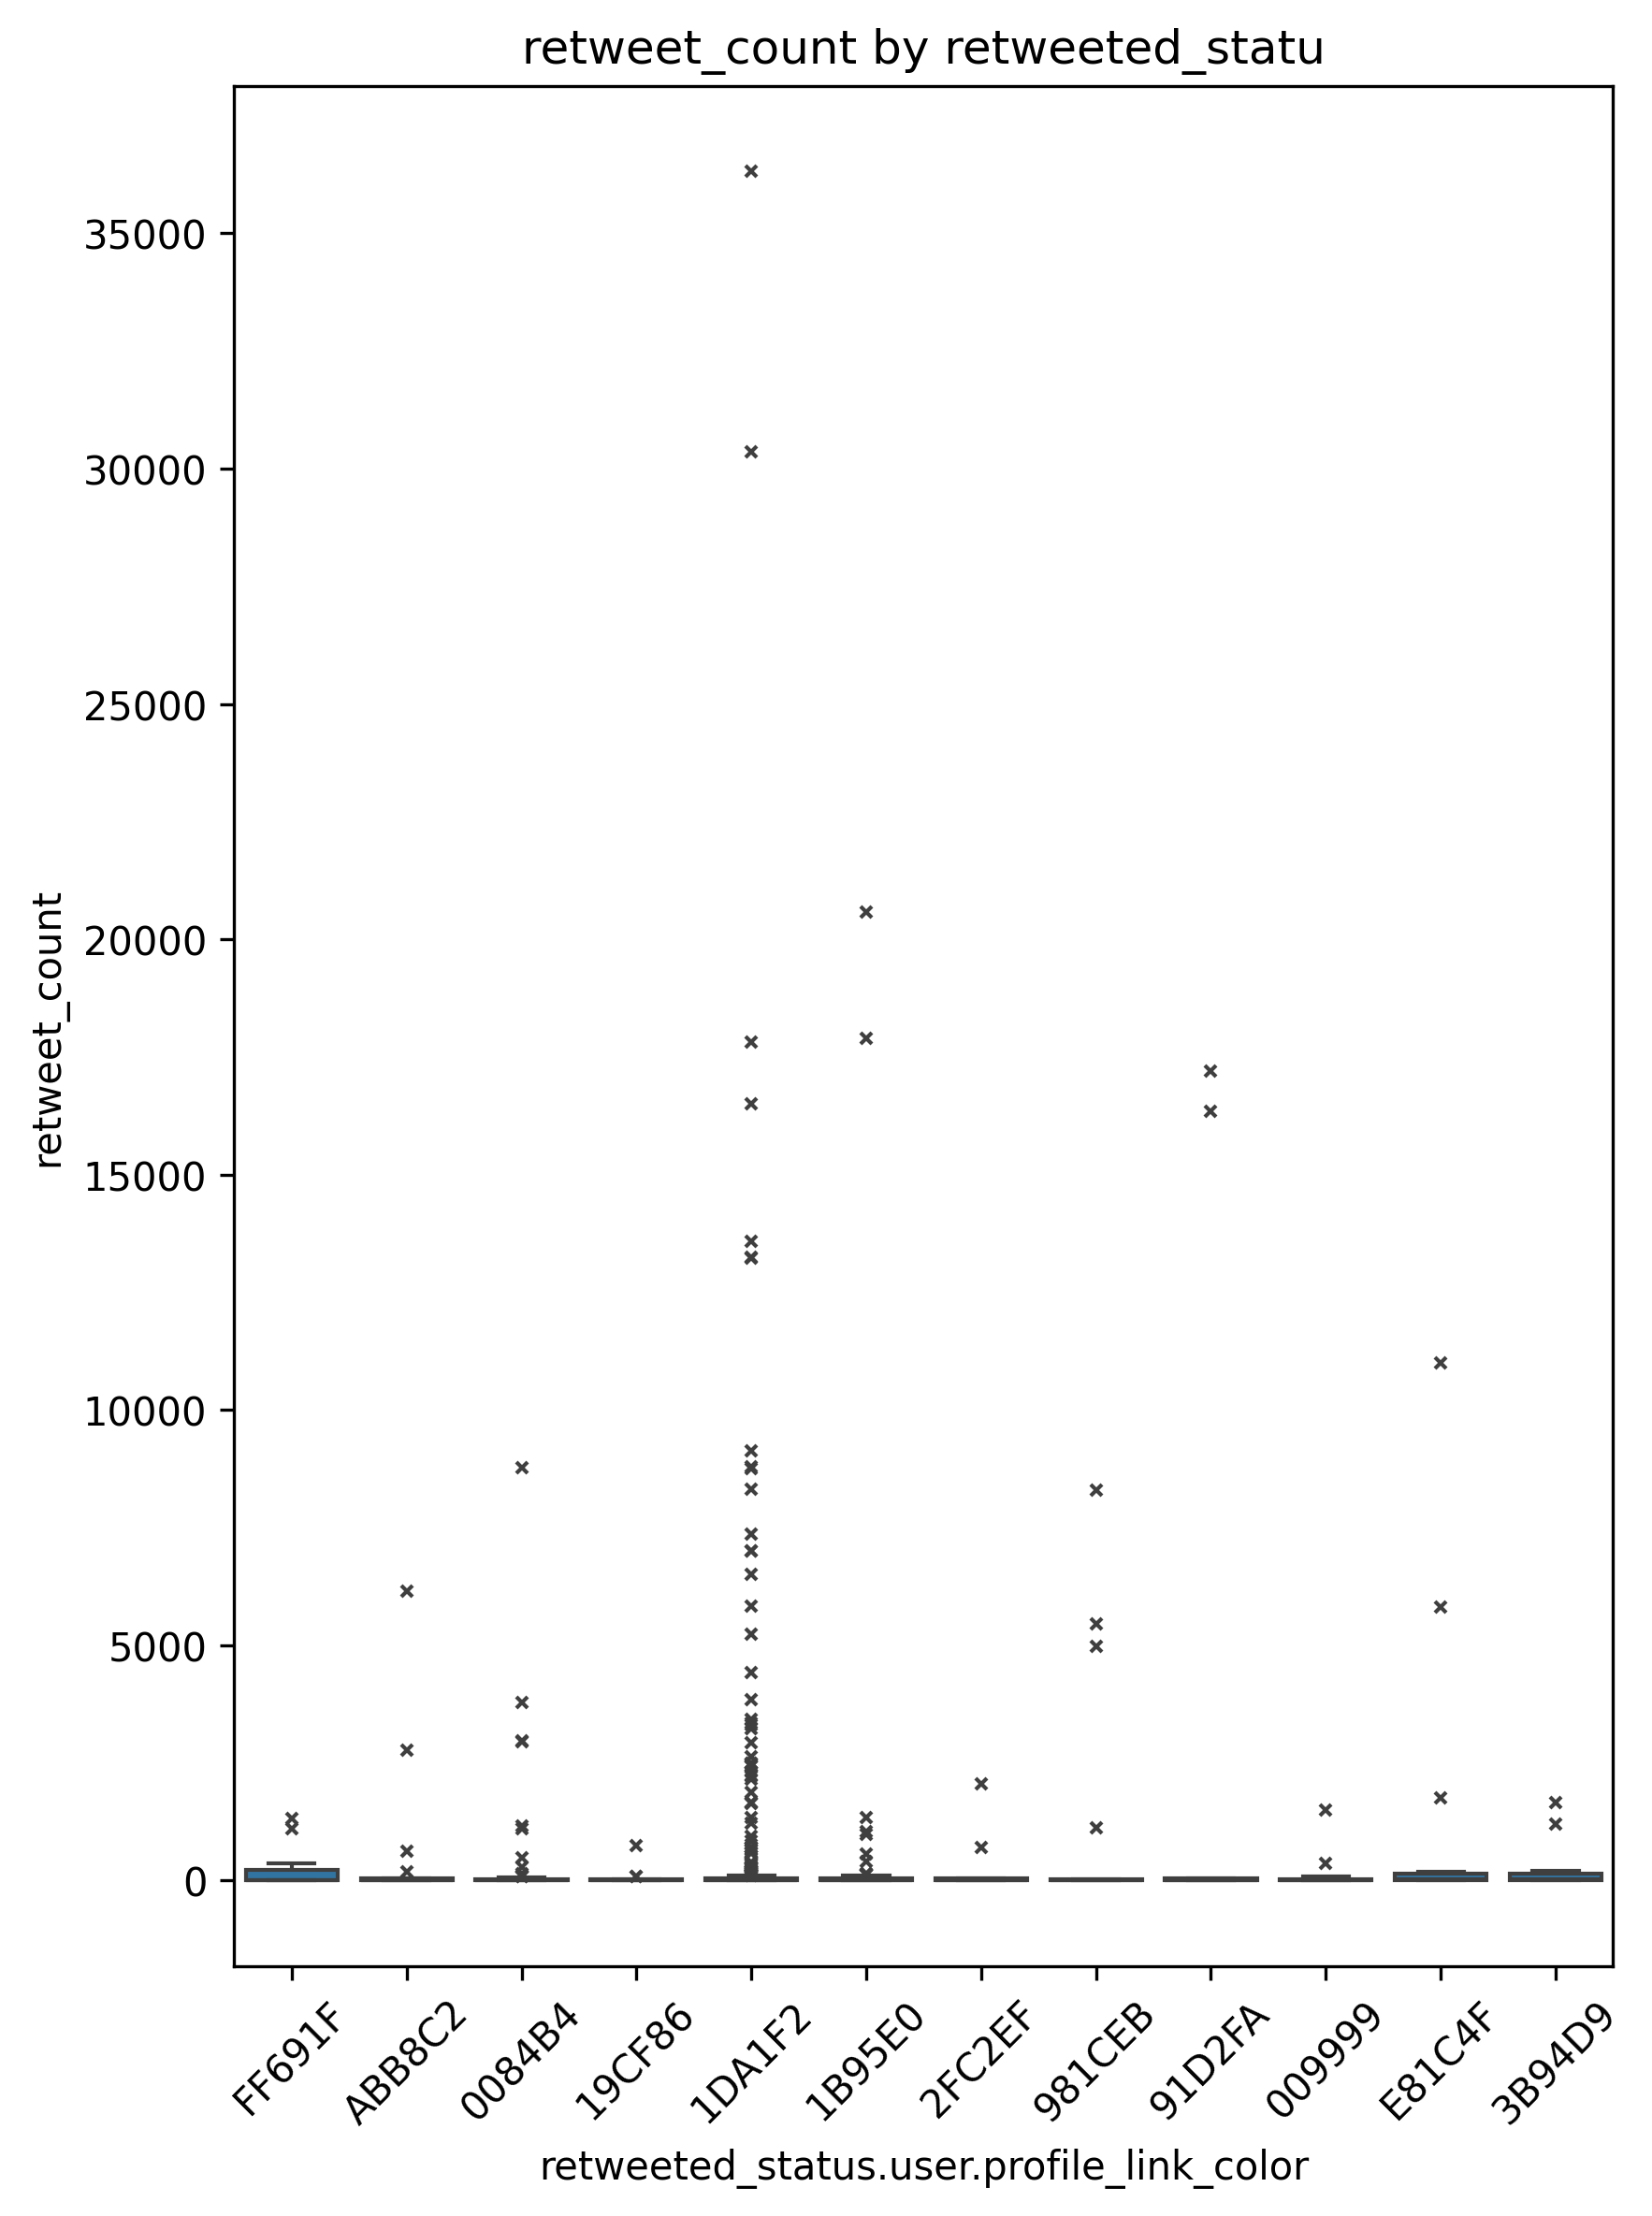 retweet_count by retweeted_statu
retweet_count
35000
30000
25000
20000
15000
10000
5000
0
FF691F
ABB8C2
0084B4
19CF86
1DA1F2
1B95E0
2FC2EF
981CEB
91D2FA
009999
E81C4F
3B94D9
retweeted_status.user.profile_link_color